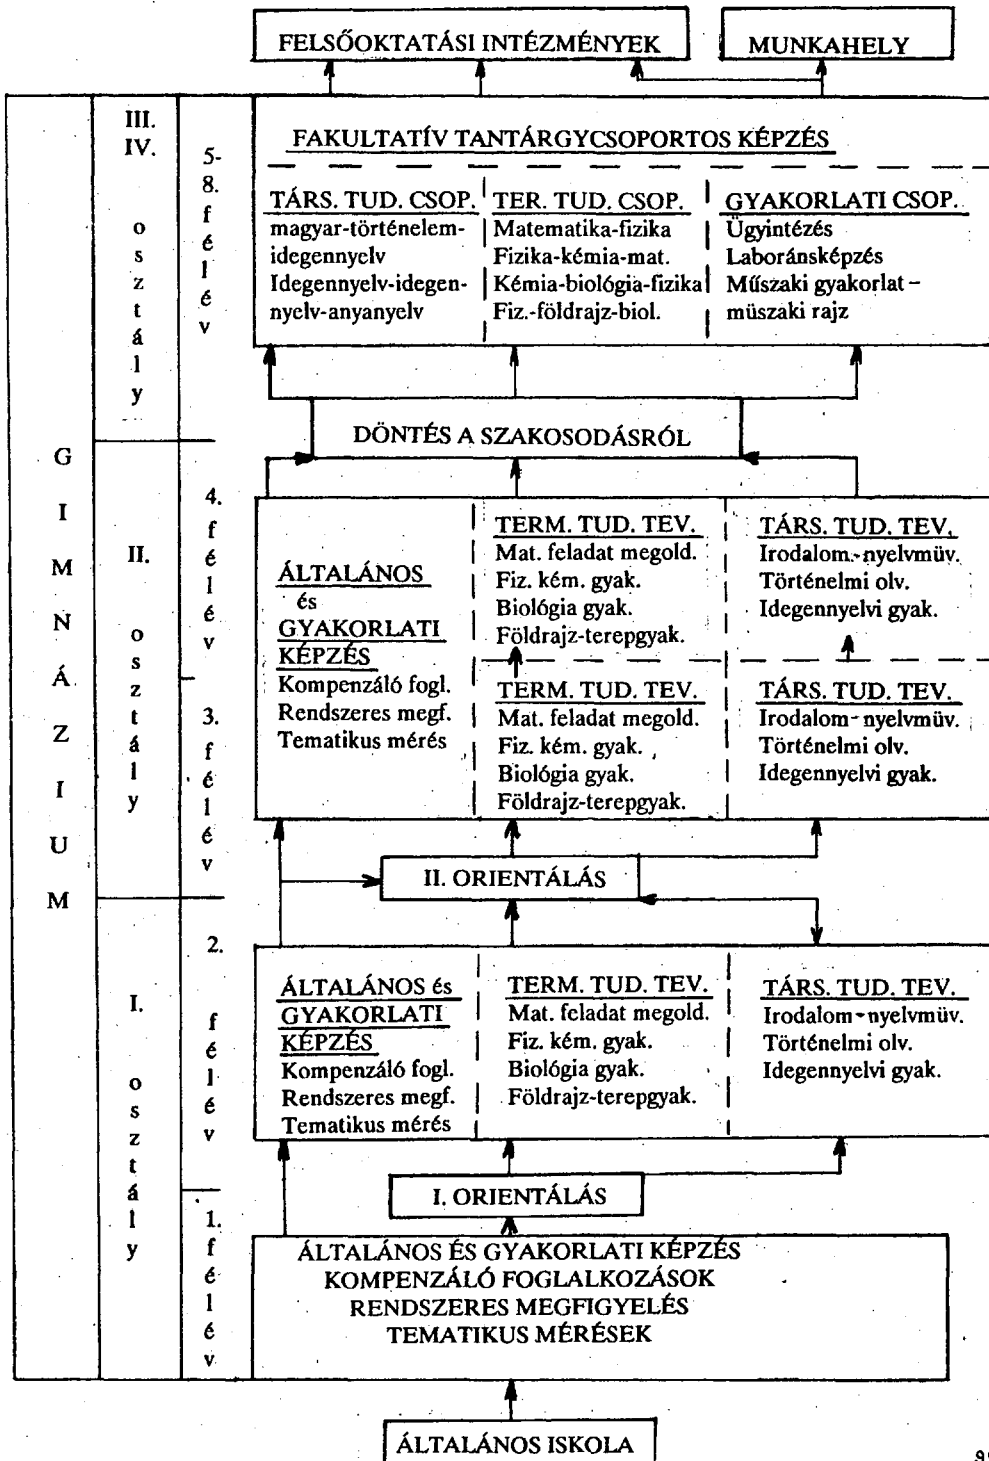 FELSŐOKTATÁSI INTÉZMÉNYEK
MUNKAHELY
GIMNÁZIUM
III.
IV.
osztály
5-
8.
félév
FAKULTATÍV TANTÁRGYCSOPORTOS KÉPZÉS
TÁRS. TUD. CSOP.
magyar-történelem-
idegennyelv
Idegennyelv-idegen-
nyelv-anyanyelv
TER. TUD. CSOP.
Matematika-fizika
Fizika-kémia-mat.
Kémia-biológia-fizika
Fiz.-földrajz-biol.
GYAKORLATI CSOP.
Ügyintézés
Laboránsképzés
Műszaki gyakorlat –
müszaki rajz
DÖNTÉS A SZAKOSODÁSRÓL
II.
osztály
4.
félév
3.
félév
ÁLTALÁNOS
és
GYAKORLATI
KÉPZÉS
Kompenzáló fogl.
Rendszeres megf.
Tematikus mérés
TERM. TUD. TEV.
Mat. feladat megold.
Fiz. kém. gyak.
Biológia gyak.
Földrajz-terepgyak.
TÁRS. TUD. TEV.
Irodalom-nyelvmüv.
Történelmi olv.
Idegennyelvi gyak.
TERM. TUD. TEV.
Mat. feladat megold.
Fiz. kém. gyak.
Biológia gyak.
Földrajz-terepgyak.
TÁRS. TUD. TEV.
Irodalom-nyelvmüv.
Történelmi olv.
Idegennyelvi gyak.
II. ORIENTÁLÁS
I.
osztály
2.
félév
1.
félév
ÁLTALÁNOS és
GYAKORLATI
KÉPZÉS
Kompenzáló fogl.
Rendszeres megf.
Tematikus mérés
TERM. TUD. TEV.
Mat. feladat megold.
Fiz. kém. gyak.
Biológia gyak.
Földrajz-terepgyak.
TÁRS. TUD. TEV.
Irodalom-nyelvmüv.
Történelmi olv.
Idegennyelvi gyak.
I. ORIENTÁLÁS
ÁLTALÁNOS ÉS GYAKORLATI KÉPZÉS
KOMPENZÁLÓ FOGLALKOZÁSOK
RENDSZERES MEGFIGYELÉS
TEMATIKUS MÉRÉSEK
ÁLTALÁNOS ISKOLA